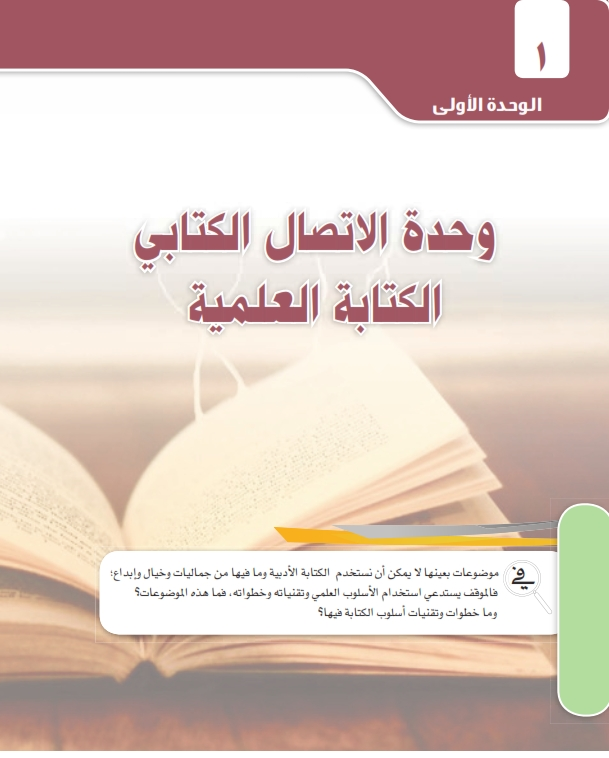 ١
الوحدة الأولى
وحدة الاتصال الكتابي
الكتابة العلمية
في موضوعات بعينها لا يمكن أن نستخدم الكتابة الأدبية وما فيها من جماليات وخيال وإبداع؛
فالموقف يستدعي استخدام الأسلوب العلمي وتقنياته وخطواته، فما هذه الموضوعات؟
وما خطوات وتقنيات أسلوب الكتابة فيها؟